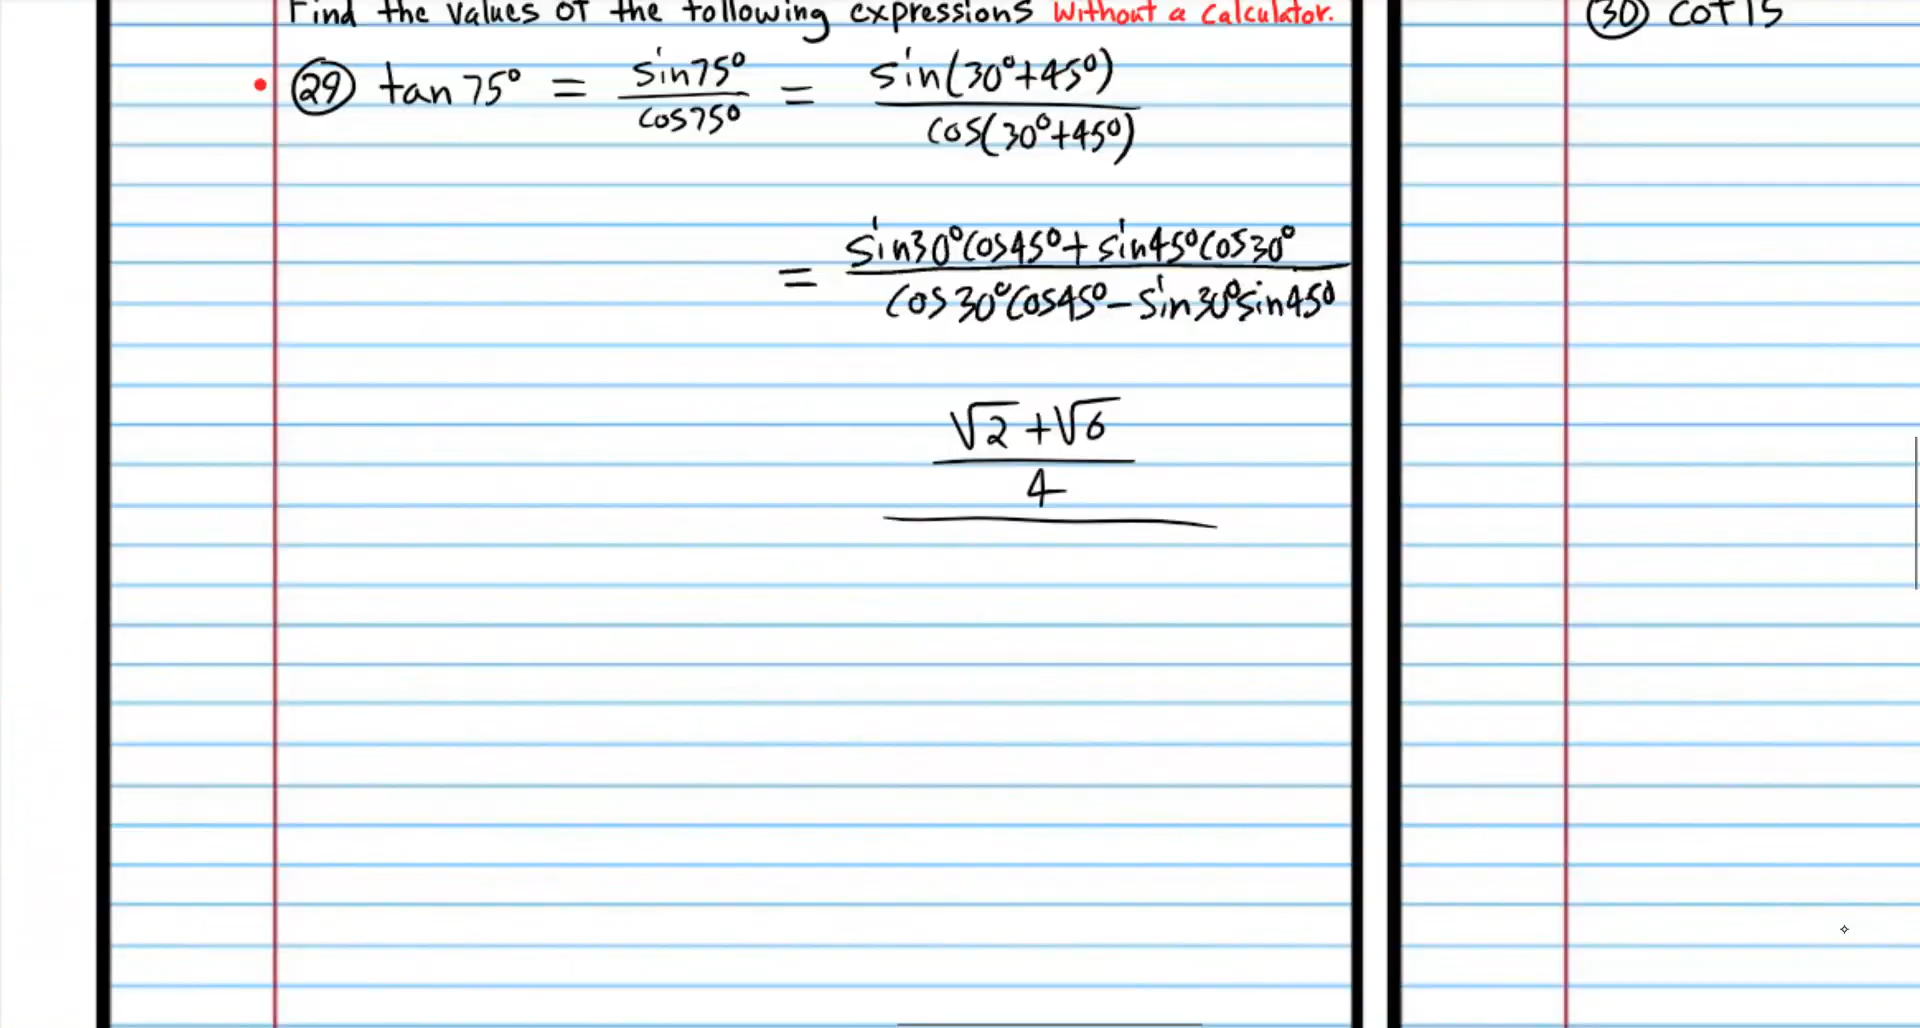 Find the values of the following expressions without a calculator.
(29) tan 75° = sin75°/cos75° = sin(30°+45°)/cos(30°+45°)
= (sin30°cos45° + sin45°cos30°)/(cos30°cos45° - sin30°sin45°)
√2 + √6
4
(30) cot 15